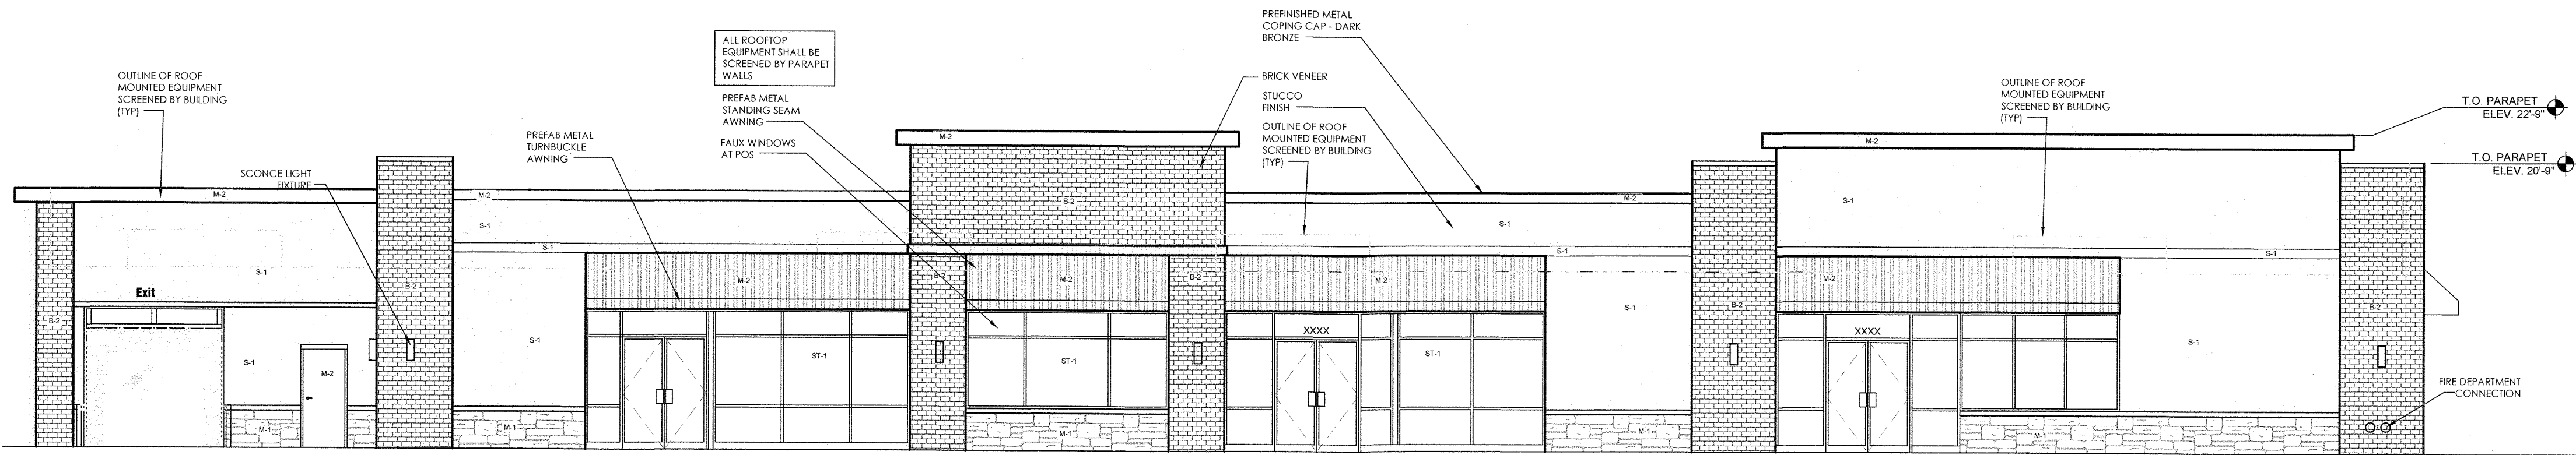 PREFINISHED METAL
COPING CAP - DARK
BRONZE
ALL ROOFTOP
EQUIPMENT SHALL BE
SCREENED BY PARAPET
WALLS
OUTLINE OF ROOF
MOUNTED EQUIPMENT
SCREENED BY BUILDING
(TYP)
BRICK VENEER
PREFAB METAL
STANDING SEAM
AWNING
STUCCO
FINISH
OUTLINE OF ROOF
MOUNTED EQUIPMENT
SCREENED BY BUILDING
(TYP)
T.O. PARAPET
ELEV. 22'-9"
PREFAB METAL
TURNBUCKLE
AWNING
FAUX WINDOWS
AT POS
OUTLINE OF ROOF
MOUNTED EQUIPMENT
SCREENED BY BUILDING
(TYP)
T.O. PARAPET
ELEV. 20'-9"
SCONCE LIGHT
FIXTURE
M-2
M-2
M-2
M-2
M-2
B-2
S-1
S-1
S-1
S-1
S-1
S-1
S-1
B-2
B-2
B-2
M-2
M-2
M-2
M-2
Exit
B-2
B-2
B-2
S-1
XXXX
XXXX
S-1
S-1
S-1
ST-1
ST-1
ST-1
S-1
M-2
FIRE DEPARTMENT
CONNECTION
M-1
M-1
M-1
M-1